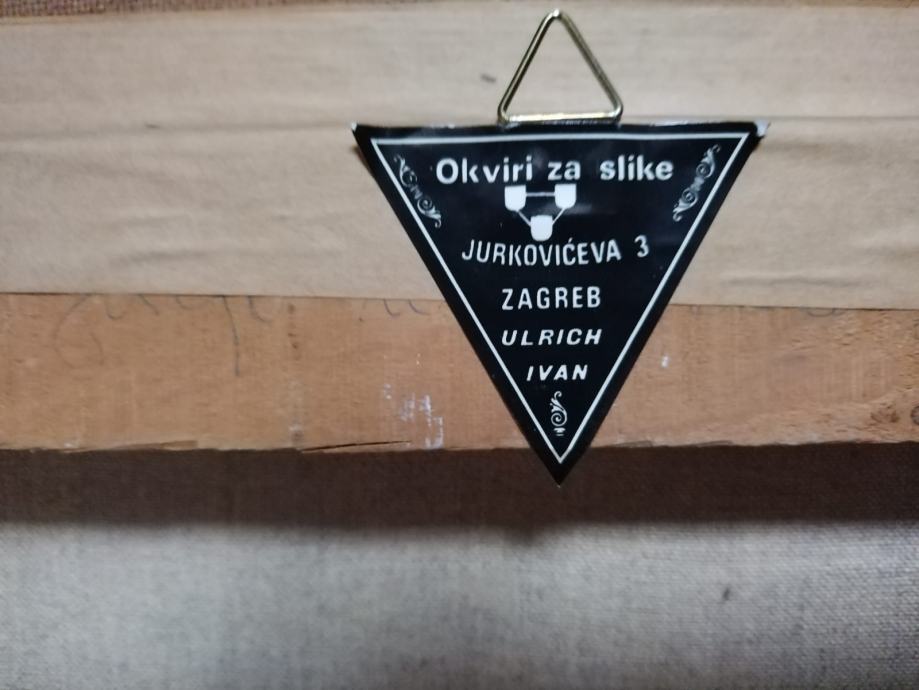 Okviri za slike
JURKOVIĆEVA 3
ZAGREB
ULRICH
IVAN